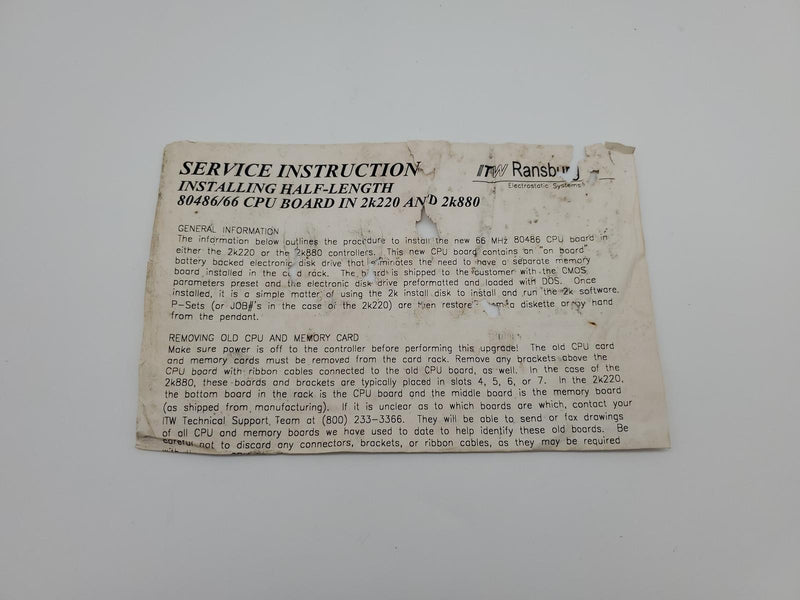 SERVICE INSTRUCTION
ITW Ransburg
Electrostatic Systems
INSTALLING HALF-LENGTH
80486/66 CPU BOARD IN 2k220 AND 2k880
GENERAL INFORMATION
The information below outlines the procedure to install the new 66 MHz 80486 CPU board in
either the 2k220 or the 2k880 controllers. This new CPU board contains an "on board"
battery backed electronic disk drive that eliminates the need to have a separate memory
board installed in the card rack. The board is shipped to the customer with the CMOS
parameters preset and the electronic disk drive preformatted and loaded with DOS. Once
installed, it is a simple matter of using the 2k install disk to install and run the 2k software.
P-Sets (or JOB#'s in the case of the 2k220) are then a diskette or by hand
from the pendant.
REMOVING OLD CPU AND MEMORY CARD
Make sure power is off to the controller before performing this upgrade! The old CPU card
and memory cards must be removed from the card rack. Remove any brackets above the
CPU board with ribbon cables connected to the old CPU board, as well. In the case of the
2k880, these boards and brackets are typically placed in slots 4, 5, 6, or 7. In the 2k220,
the bottom board in the rack is the CPU board and the middle board is the memory board
(as shipped from manufacturing). If it is unclear as to which boards are which, contact your
ITW Technical Support Team at (800) 233-3366. They will be able to send or fax drawings
of all CPU and memory boards we have used to date to help identify these old boards. Be
careful not to discard any connectors, brackets, or ribbon cables, as they may be required